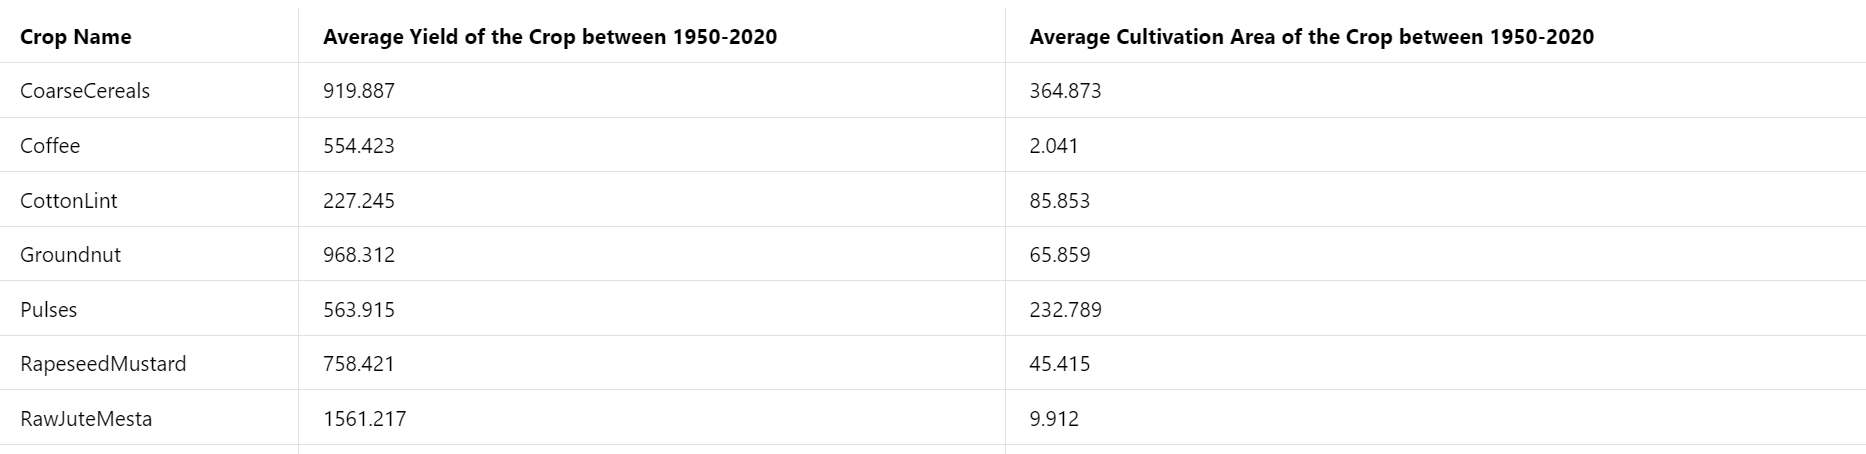 Crop Name Average Yield of the Crop between 1950-2020 Average Cultivation Area of the Crop between 1950-2020
CoarseCereals 919.887 364.873
Coffee 554.423 2.041
CottonLint 227.245 85.853
Groundnut 968.312 65.859
Pulses 563.915 232.789
RapeseedMustard 758.421 45.415
RawJuteMesta 1561.217 9.912